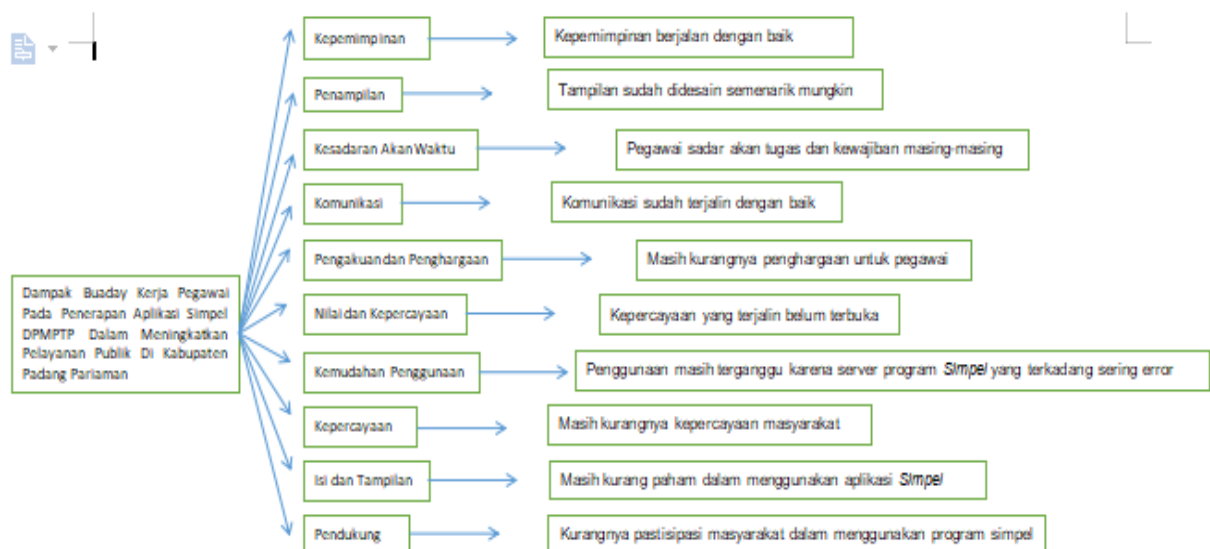 Kepemimpinan
Kepemimpinan berjalan dengan baik
Penampilan
Tampilan sudah didesain semenarik mungkin
Kesadaran Akan Waktu
Pegawai sadar akan tugas dan kewajiban masing-masing
Komunikasi
Komunikasi sudah terjalin dengan baik
Pengakuan dan Penghargaan
Masih kurangnya penghargaan untuk pegawai
Dampak Buaday Kerja Pegawai
Pada Penerapan Aplikasi Simpel
DPMPTP Dalam Meningkatkan
Pelayanan Publik Di Kabupaten
Padang Pariaman
Nilai dan Kepercayaan
Kepercayaan yang terjalin belum terbuka
Kemudahan Penggunaan
Penggunaan masih terganggu karena server program Simpel yang terkadang sering error
Kepercayaan
Masih kurangnya kepercayaan masyarakat
Isi dan Tampilan
Masih kurang paham dalam menggunakan aplikasi Simpel
Pendukung
Kurangnya pastisipasi masyarakat dalam menggunakan program simpel